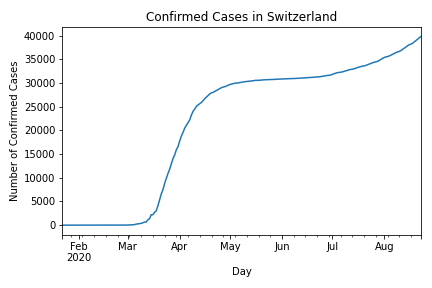 Confirmed Cases in Switzerland
40000
35000
30000
25000
20000
15000
10000
5000
0
Number of Confirmed Cases
Feb Mar Apr May Jun Jul Aug
2020
Day